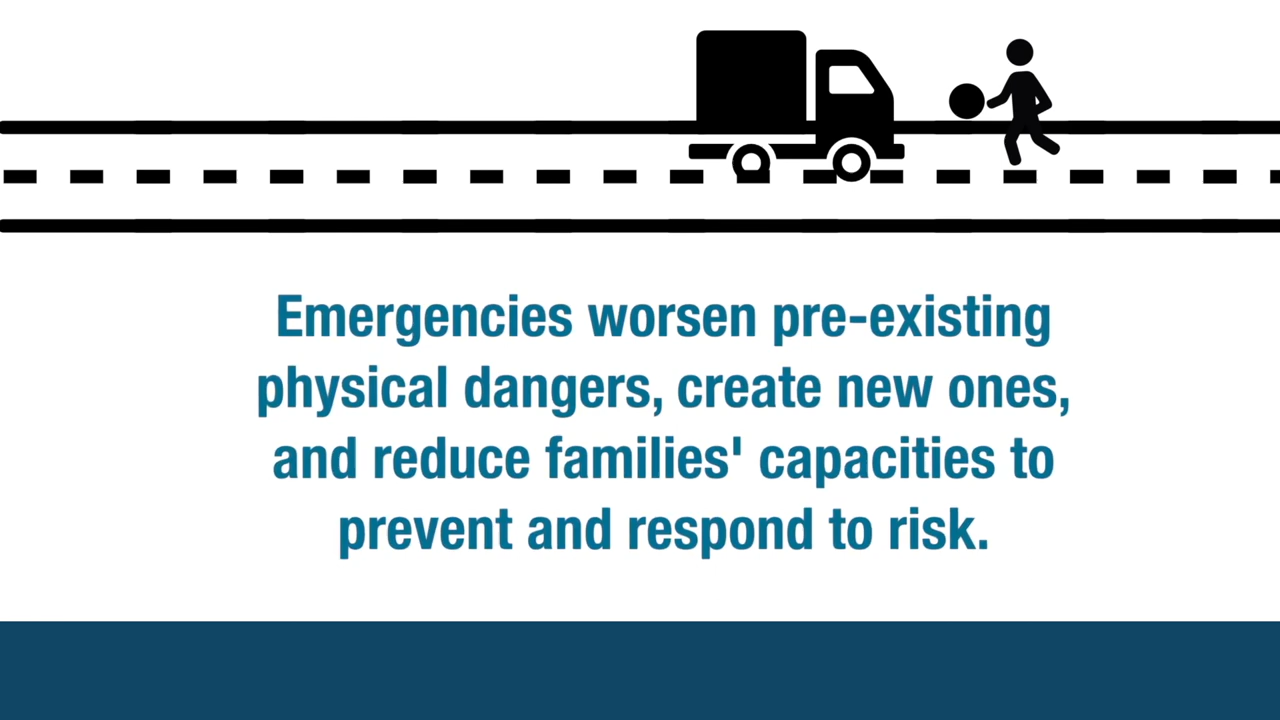 Emergencies worsen pre-existing
physical dangers, create new ones,
and reduce families' capacities to
prevent and respond to risk.